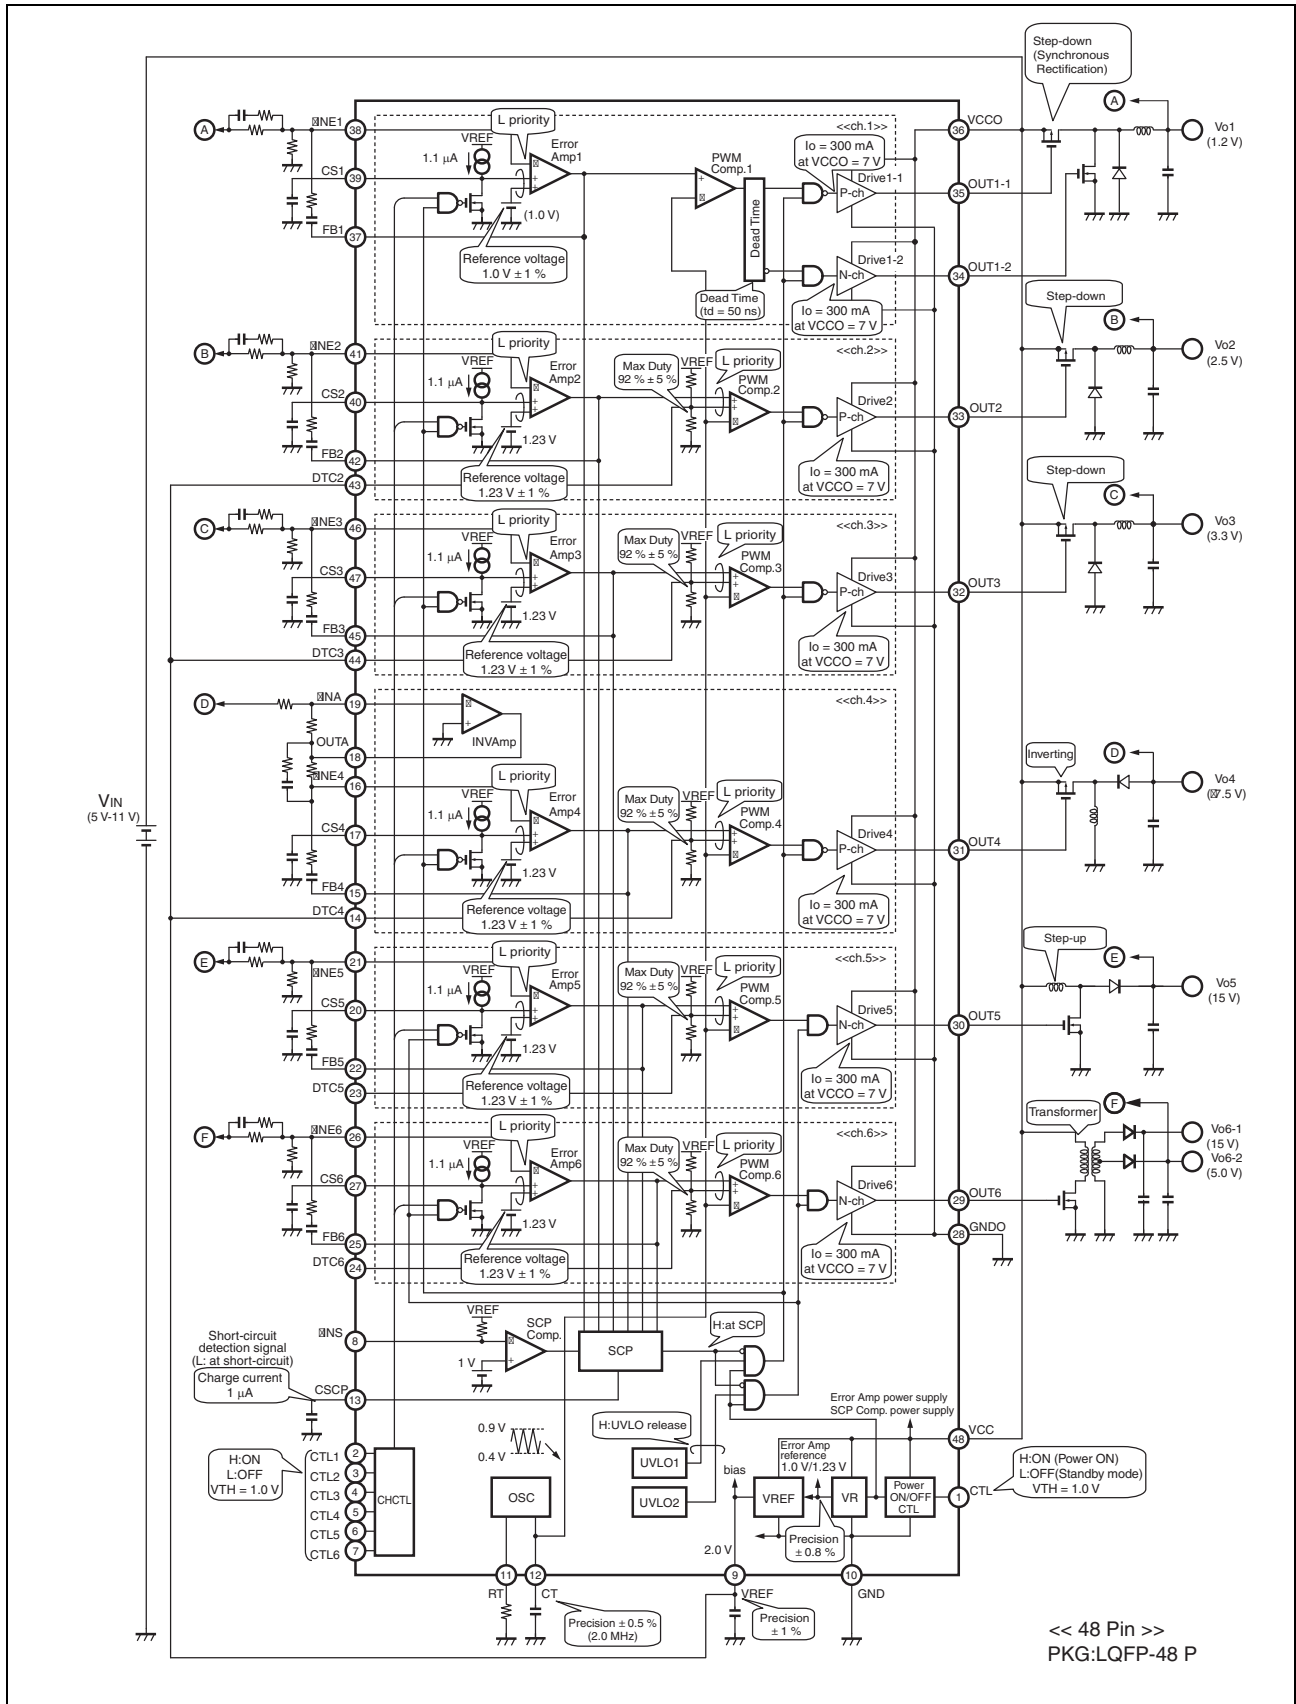 Step-down
(Synchronous
Rectification)
A
A
-INE1
38
L priority
VREF
1.1 μA
Error
Amp1
CS1
39
(1.0 V)
FB1
37
Reference voltage
1.0 V ± 1 %
PWM
Comp.1
Dead Time
Dead Time
(td = 50 ns)
<<ch.1>>
Io = 300 mA
at VCCO = 7 V
Drive1-1
P-ch
Drive1-2
N-ch
Io = 300 mA
at VCCO = 7 V
36
VCCO
35
OUT1-1
34
OUT1-2
Vo1
(1.2 V)
B
-INE2
41
L priority
VREF
1.1 μA
Error
Amp2
CS2
40
1.23 V
FB2
42
DTC2
43
Reference voltage
1.23 V ± 1 %
Max Duty
92 % ± 5 %
VREF
L priority
PWM
Comp.2
<<ch.2>>
Drive2
P-ch
Io = 300 mA
at VCCO = 7 V
33
OUT2
Step-down
B
Vo2
(2.5 V)
C
-INE3
46
L priority
VREF
1.1 μA
Error
Amp3
CS3
47
1.23 V
FB3
45
DTC3
44
Reference voltage
1.23 V ± 1 %
Max Duty
92 % ± 5 %
VREF
L priority
PWM
Comp.3
<<ch.3>>
Drive3
P-ch
Io = 300 mA
at VCCO = 7 V
32
OUT3
Step-down
C
Vo3
(3.3 V)
D
-INA
19
INVAmp
OUTA
18
-INE4
16
L priority
VREF
1.1 μA
Error
Amp4
CS4
17
1.23 V
FB4
15
DTC4
14
Reference voltage
1.23 V ± 1 %
Max Duty
92 % ± 5 %
VREF
L priority
PWM
Comp.4
<<ch.4>>
Drive4
P-ch
Io = 300 mA
at VCCO = 7 V
31
OUT4
Inverting
D
Vo4
(-7.5 V)
VIN
(5 V-11 V)
E
-INE5
21
L priority
VREF
1.1 μA
Error
Amp5
CS5
20
1.23 V
FB5
22
DTC5
23
Reference voltage
1.23 V ± 1 %
Max Duty
92 % ± 5 %
VREF
L priority
PWM
Comp.5
<<ch.5>>
Drive5
N-ch
Io = 300 mA
at VCCO = 7 V
30
OUT5
Step-up
E
Vo5
(15 V)
F
-INE6
26
L priority
VREF
1.1 μA
Error
Amp6
CS6
27
1.23 V
FB6
25
DTC6
24
Reference voltage
1.23 V ± 1 %
Max Duty
92 % ± 5 %
VREF
L priority
PWM
Comp.6
<<ch.6>>
Drive6
N-ch
Io = 300 mA
at VCCO = 7 V
29
OUT6
28
GNDO
Transformer
F
Vo6-1
(15 V)
Vo6-2
(5.0 V)
-INS
8
VREF
SCP
Comp.
1 V
SCP
H:at SCP
Short-circuit
detection signal
(L: at short-circuit)
Charge current
1 μA
CSCP
13
H:ON
L:OFF
VTH = 1.0 V
CTL1
2
CTL2
3
CTL3
4
CTL4
5
CTL5
6
CTL6
7
CHCTL
0.9 V
0.4 V
OSC
H:UVLO release
UVLO1
UVLO2
Error Amp power supply
SCP Comp. power supply
Error Amp
reference
1.0 V/1.23 V
bias
VREF
VR
Power
ON/OFF
CTL
Precision
± 0.8 %
2.0 V
48
VCC
1
CTL
H:ON (Power ON)
L:OFF(Standby mode)
VTH = 1.0 V
11
RT
12
CT
9
VREF
10
GND
Precision ± 0.5 %
(2.0 MHz)
Precision
± 1 %
<< 48 Pin >>
PKG:LQFP-48 P